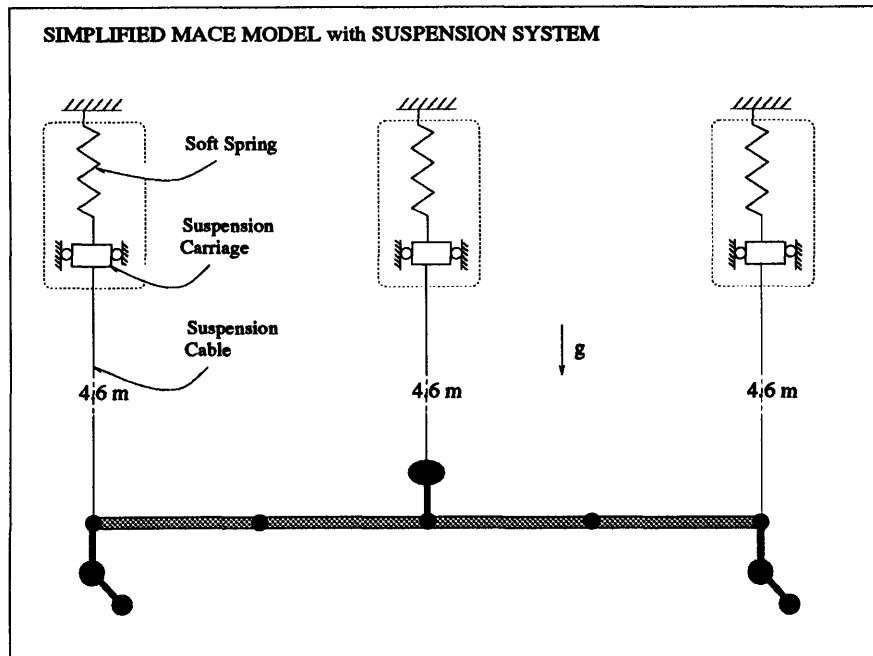 SIMPLIFIED MACE MODEL with SUSPENSION SYSTEM
Soft Spring
Suspension
Carriage
Suspension
Cable
g
4.6 m
4.6 m
4.6 m